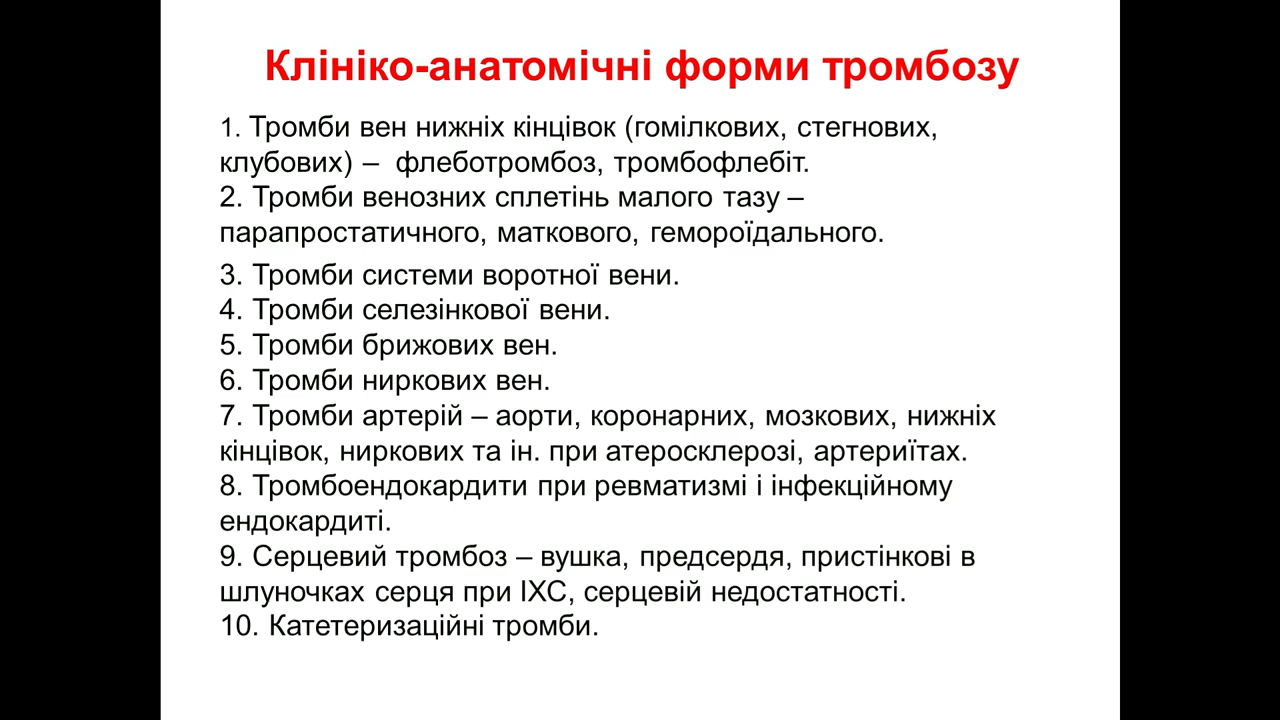 Клініко-анатомічні форми тромбозу
1. Тромби вен нижніх кінцівок (гомілкових, стегнових,
клубових) – флеботромбоз, тромбофлебіт.
2. Тромби венозних сплетінь малого тазу –
парапростатичного, маткового, гемороїдального.
3. Тромби системи воротної вени.
4. Тромби селезінкової вени.
5. Тромби брижових вен.
6. Тромби ниркових вен.
7. Тромби артерій – аорти, коронарних, мозкових, нижніх
кінцівок, ниркових та ін. при атеросклерозі, артериїтах.
8. Тромбоендокардити при ревматизмі і інфекційному
ендокардиті.
9. Серцевий тромбоз – вушка, предсердя, пристінкові в
шлуночках серця при ІХС, серцевій недостатності.
10. Катетеризаційні тромби.